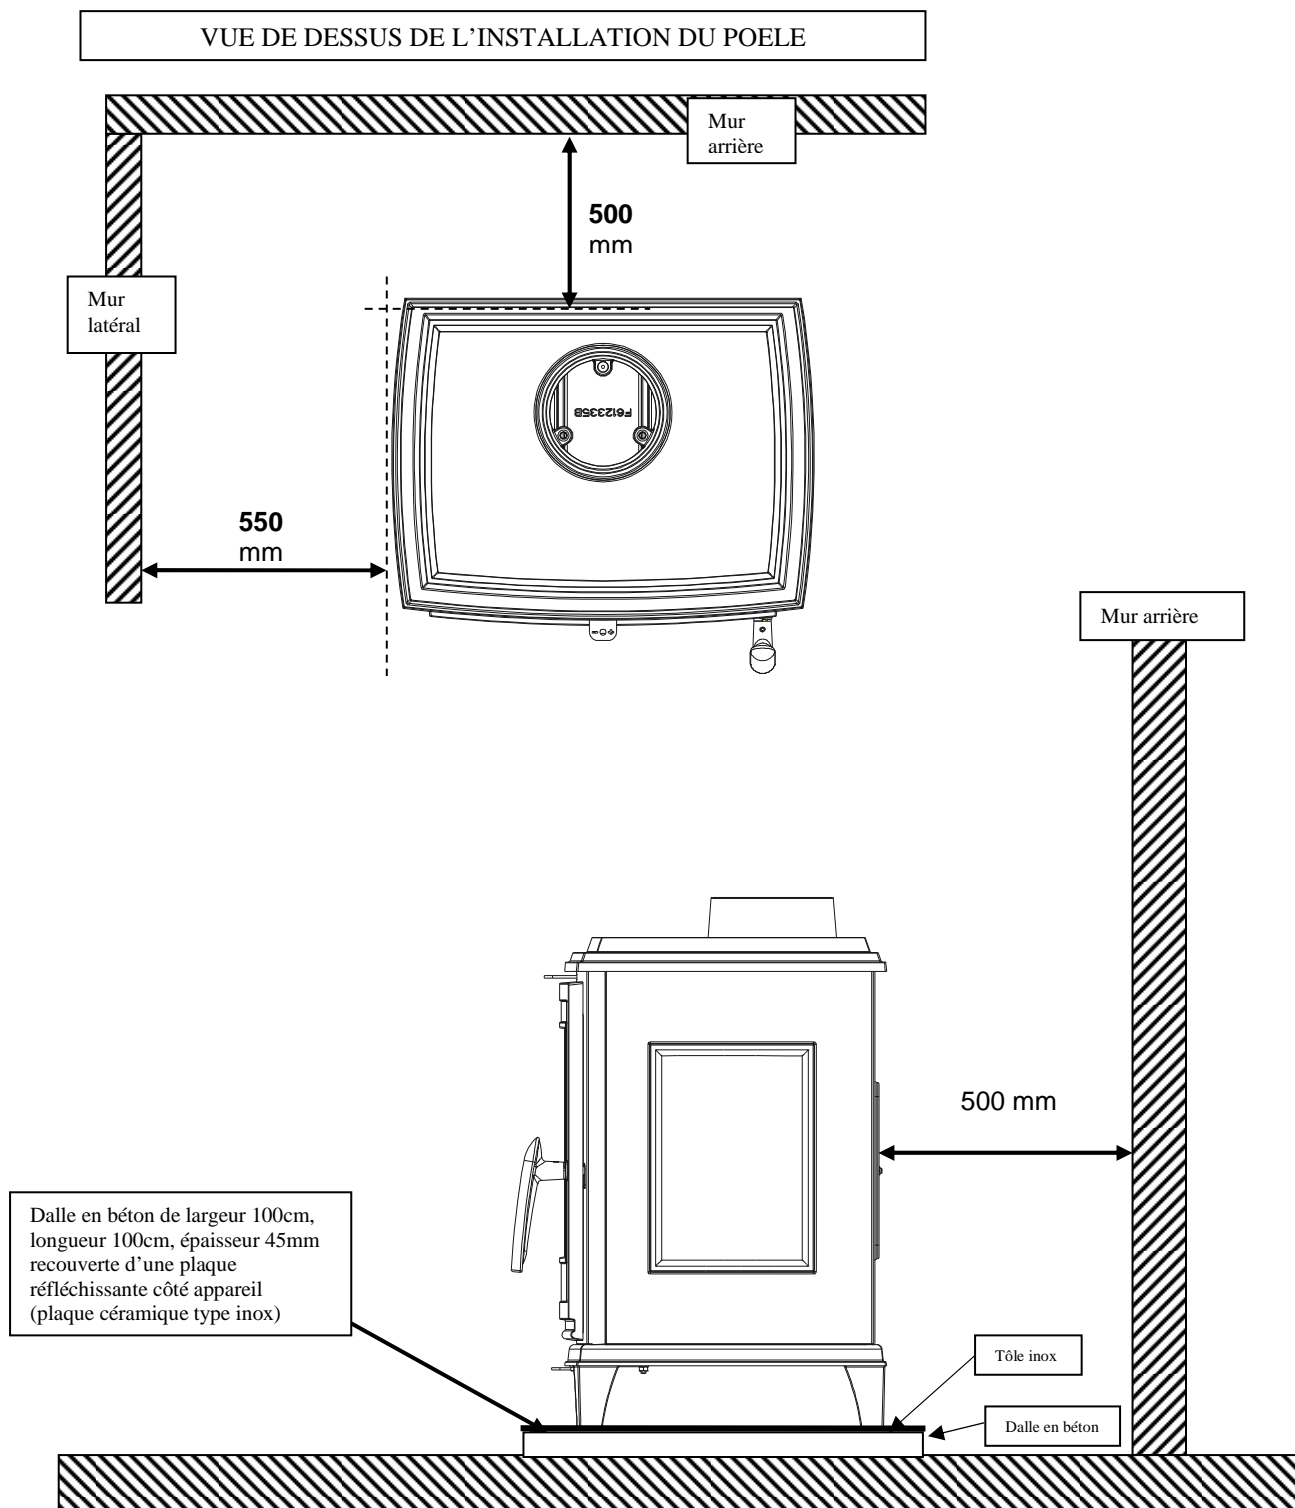 VUE DE DESSUS DE L’INSTALLATION DU POELE
Mur
arrière
500
mm
Mur
latéral
F612335B
550
mm
Mur arrière
500 mm
Dalle en béton de largeur 100cm,
longueur 100cm, épaisseur 45mm
recouverte d’une plaque
réfléchissante côté appareil
(plaque céramique type inox)
Tôle inox
Dalle en béton